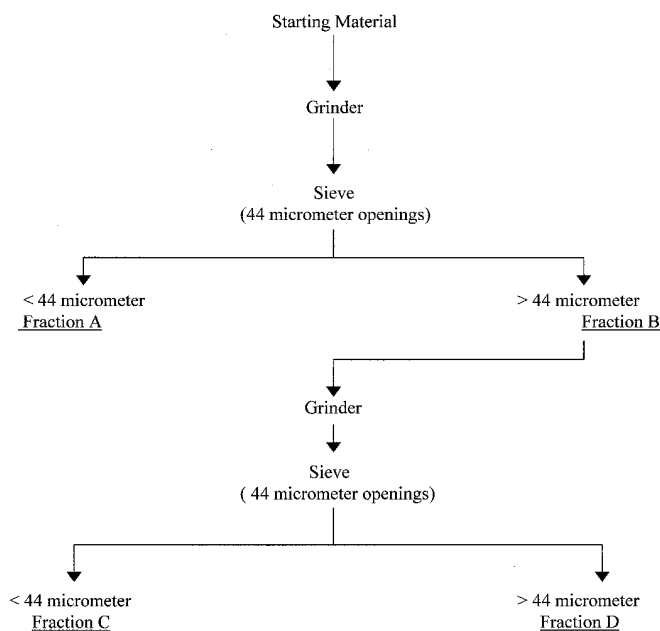 Starting Material
Grinder
Sieve
(44 micrometer openings)
< 44 micrometer
Fraction A
> 44 micrometer
Fraction B
Grinder
Sieve
( 44 micrometer openings)
< 44 micrometer
Fraction C
> 44 micrometer
Fraction D